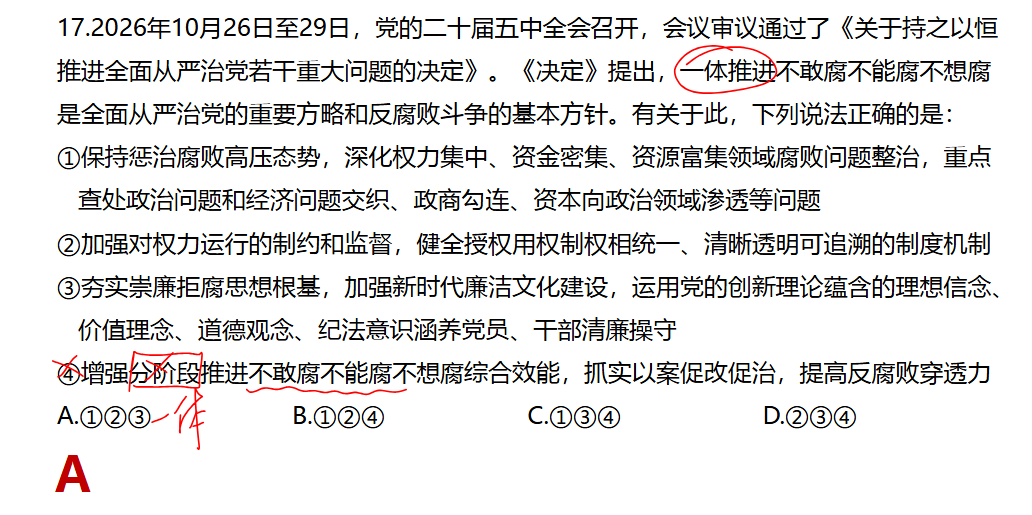 17.2026年10月26日至29日，党的二十届五中全会召开，会议审议通过了《关于持之以恒
推进全面从严治党若干重大问题的决定》。《决定》提出，一体推进不敢腐不能腐不想腐
是全面从严治党的重要方略和反腐败斗争的基本方针。有关于此，下列说法正确的是：
①保持惩治腐败高压态势，深化权力集中、资金密集、资源富集领域腐败问题整治，重点
查处政治问题和经济问题交织、政商勾连、资本向政治领域渗透等问题
②加强对权力运行的制约和监督，健全授权用权制权相统一、清晰透明可追溯的制度机制
③夯实崇廉拒腐思想根基，加强新时代廉洁文化建设，运用党的创新理论蕴含的理想信念、
价值理念、道德观念、纪法意识涵养党员、干部清廉操守
④增强分阶段推进不敢腐不能腐不想腐综合效能，抓实以案促改促治，提高反腐败穿透力
A.①②③ B.①②④ C.①③④ D.②③④
一体
A